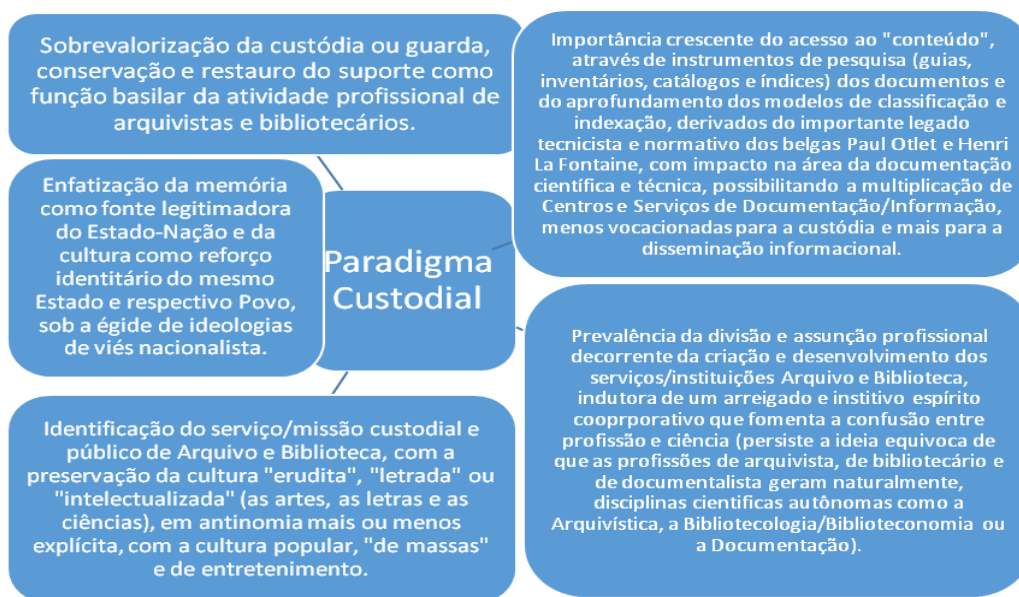 Sobrevalorização da custódia ou guarda,
conservação e restauro do suporte como
função basilar da atividade profissional de
arquivistas e bibliotecários.
Importância crescente do acesso ao "conteúdo",
através de instrumentos de pesquisa (guias,
inventários, catálogos e índices) dos documentos e
do aprofundamento dos modelos de classificação e
indexação, derivados do importante legado
tecnicista e normativo dos belgas Paul Otlet e Henri
La Fontaine, com impacto na área da documentação
científica e técnica, possibilitando a multiplicação de
Centros e Serviços de Documentação/Informação,
menos vocacionadas para a custódia e mais para a
disseminação informacional.
Enfatização da memória
como fonte legitimadora
do Estado-Nação e da
cultura como reforço
identitário do mesmo
Estado e respectivo Povo,
sob a égide de ideologias
de viés nacionalista.
Paradigma
Custodial
Identificação do serviço/missão custodial e
público de Arquivo e Biblioteca, com a
preservação da cultura "erudita", "letrada" ou
"intelectualizada" (as artes, as letras e as
ciências), em antinomia mais ou menos
explícita, com a cultura popular, "de massas"
e de entretenimento.
Prevalência da divisão e assunção profissional
decorrente da criação e desenvolvimento dos
serviços/instituições Arquivo e Biblioteca,
indutora de um arreigado e institivo espírito
cooprporativo que fomenta a confusão entre
profissão e ciência (persiste a ideia equivoca de
que as profissões de arquivista, de bibliotecário e
de documentalista geram naturalmente,
disciplinas cientificas autônomas como a
Arquivística, a Bibliotecologia/Biblioteconomia ou
a Documentação).